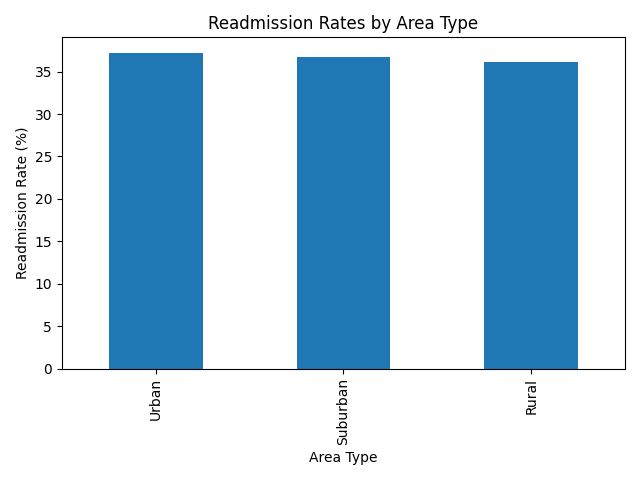 Readmission Rates by Area Type
Readmission Rate (%)
35
30
25
20
15
10
5
0
Urban
Suburban
Rural
Area Type